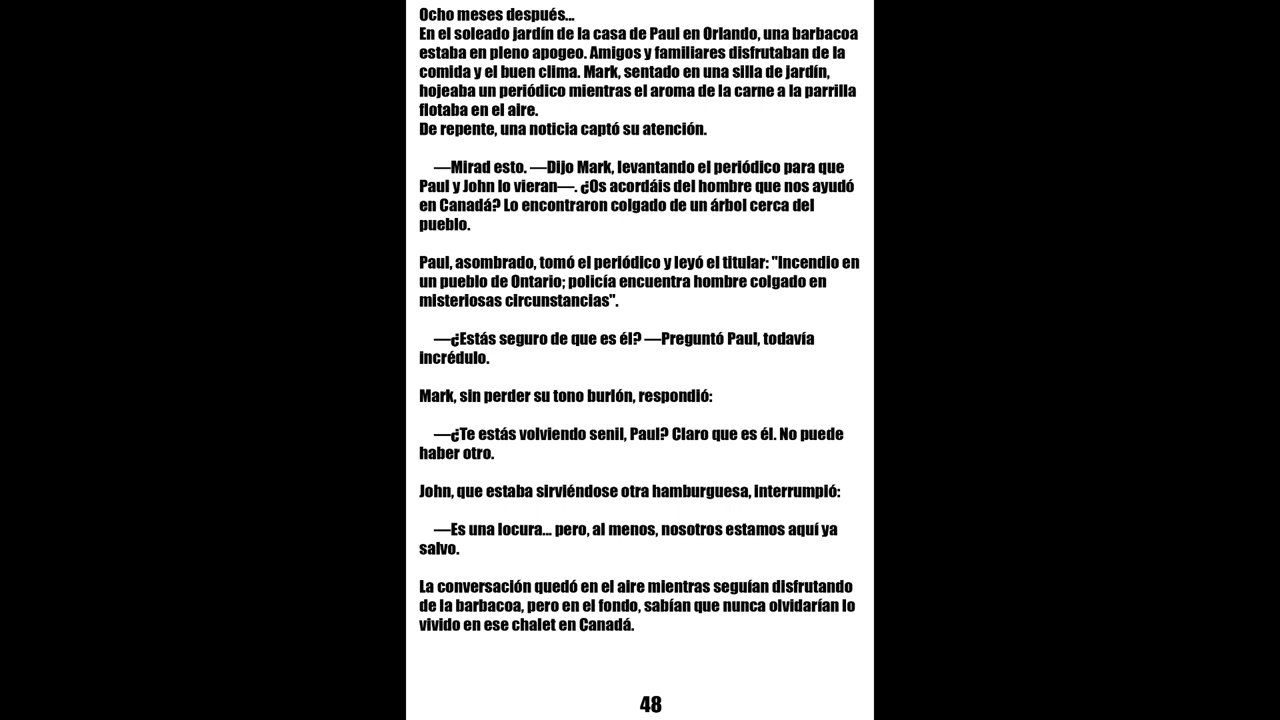 Ocho meses después...
En el soleado jardín de la casa de Paul en Orlando, una barbacoa
estaba en pleno apogeo. Amigos y familiares disfrutaban de la
comida y el buen clima. Mark, sentado en una silla de jardín,
hojeaba un periódico mientras el aroma de la carne a la parrilla
flotaba en el aire.
De repente, una noticia captó su atención.
—Mirad esto. —Dijo Mark, levantando el periódico para que
Paul y John lo vieran—. ¿Os acordáis del hombre que nos ayudó
en Canadá? Lo encontraron colgado de un árbol cerca del
pueblo.
Paul, asombrado, tomó el periódico y leyó el titular: "Incendio en
un pueblo de Ontario; policía encuentra hombre colgado en
misteriosas circunstancias".
—¿Estás seguro de que es él? —Preguntó Paul, todavía
incrédulo.
Mark, sin perder su tono burlón, respondió:
—¿Te estás volviendo senil, Paul? Claro que es él. No puede
haber otro.
John, que estaba sirviéndose otra hamburguesa, interrumpió:
—Es una locura... pero, al menos, nosotros estamos aquí ya
salvo.
La conversación quedó en el aire mientras seguían disfrutando
de la barbacoa, pero en el fondo, sabían que nunca olvidarían lo
vivido en ese chalet en Canadá.
48